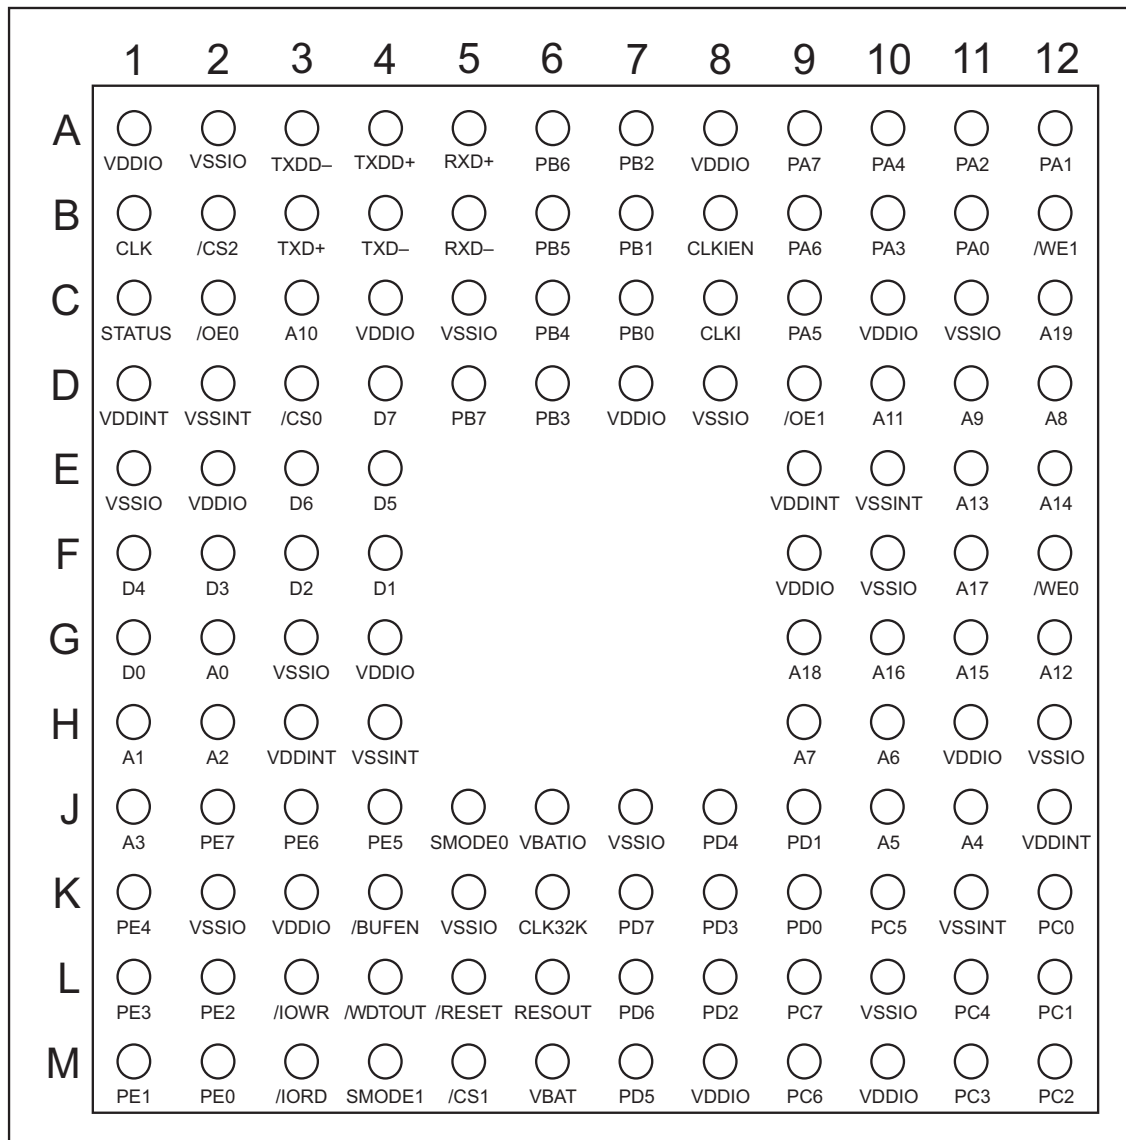 1 2 3 4 5 6 7 8 9 10 11 12
A
VDDIO VSSIO TXDD– TXDD+ RXD+ PB6 PB2 VDDIO PA7 PA4 PA2 PA1
B
CLK /CS2 TXD+ TXD– RXD– PB5 PB1 CLKIEN PA6 PA3 PA0 /WE1
C
STATUS /OE0 A10 VDDIO VSSIO PB4 PB0 CLKI PA5 VDDIO VSSIO A19
D
VDDINT VSSINT /CS0 D7 PB7 PB3 VDDIO VSSIO /OE1 A11 A9 A8
E
VSSIO VDDIO D6 D5 VDDINT VSSINT A13 A14
F
D4 D3 D2 D1 VDDIO VSSIO A17 /WE0
G
D0 A0 VSSIO VDDIO A18 A16 A15 A12
H
A1 A2 VDDINT VSSINT A7 A6 VDDIO VSSIO
J
A3 PE7 PE6 PE5 SMODE0 VBATIO VSSIO PD4 PD1 A5 A4 VDDINT
K
PE4 VSSIO VDDIO /BUFEN VSSIO CLK32K PD7 PD3 PD0 PC5 VSSINT PC0
L
PE3 PE2 /IOWR /WDTOUT /RESET RESOUT PD6 PD2 PC7 VSSIO PC4 PC1
M
PE1 PE0 /IORD SMODE1 /CS1 VBAT PD5 VDDIO PC6 VDDIO PC3 PC2